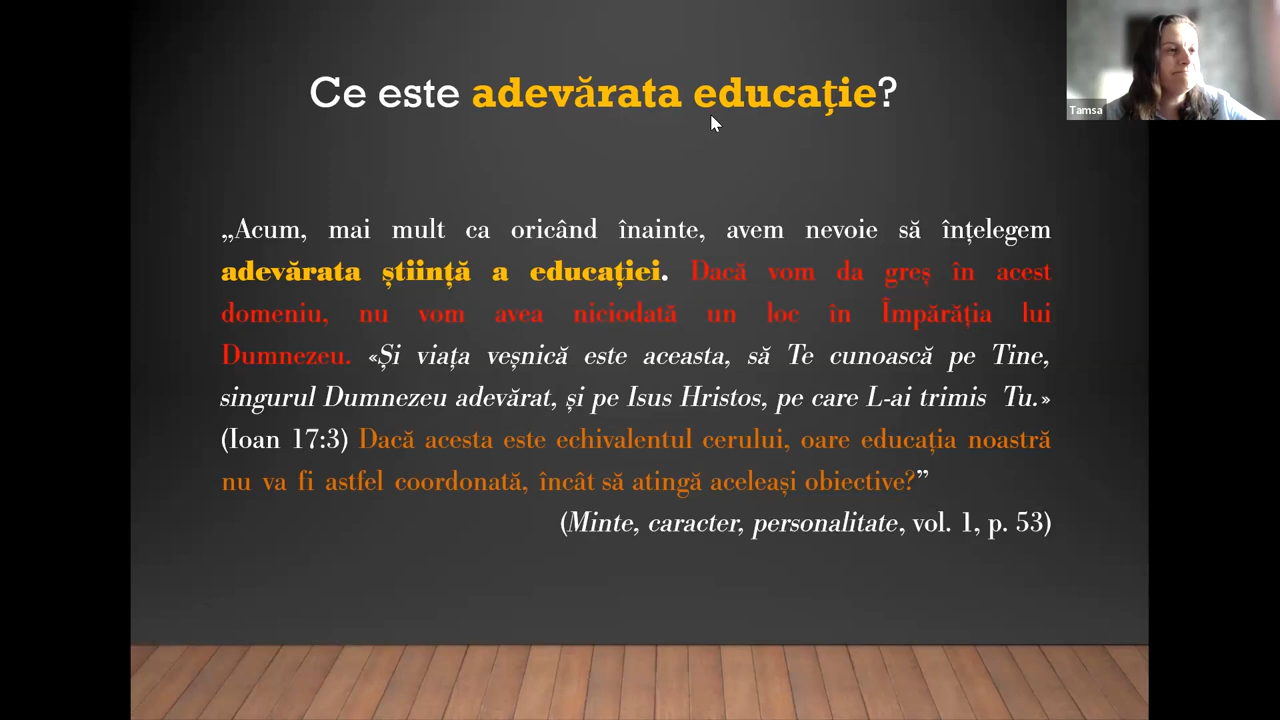 Ce este adevărata educație?
Tamsa
„Acum, mai mult ca oricând înainte, avem nevoie să înțelegem
adevărata știință a educației. Dacă vom da greș în acest
domeniu, nu vom avea niciodată un loc în Împărăția lui
Dumnezeu. «Și viața veșnică este aceasta, să Te cunoască pe Tine,
singurul Dumnezeu adevărat, și pe Isus Hristos, pe care L-ai trimis Tu.»
(Ioan 17:3) Dacă acesta este echivalentul cerului, oare educația noastră
nu va fi astfel coordonată, încât să atingă aceleași obiective?”
(Minte, caracter, personalitate, vol. 1, p. 53)